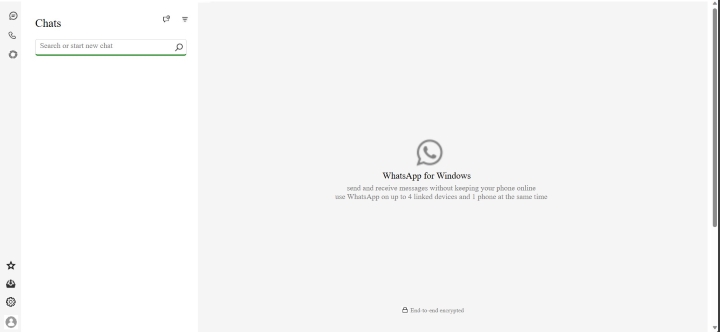 Chats
Search or start new chat
WhatsApp for Windows
send and receive messages without keeping your phone online
use WhatsApp on up to 4 linked devices and 1 phone at the same time
End-to-end encrypted